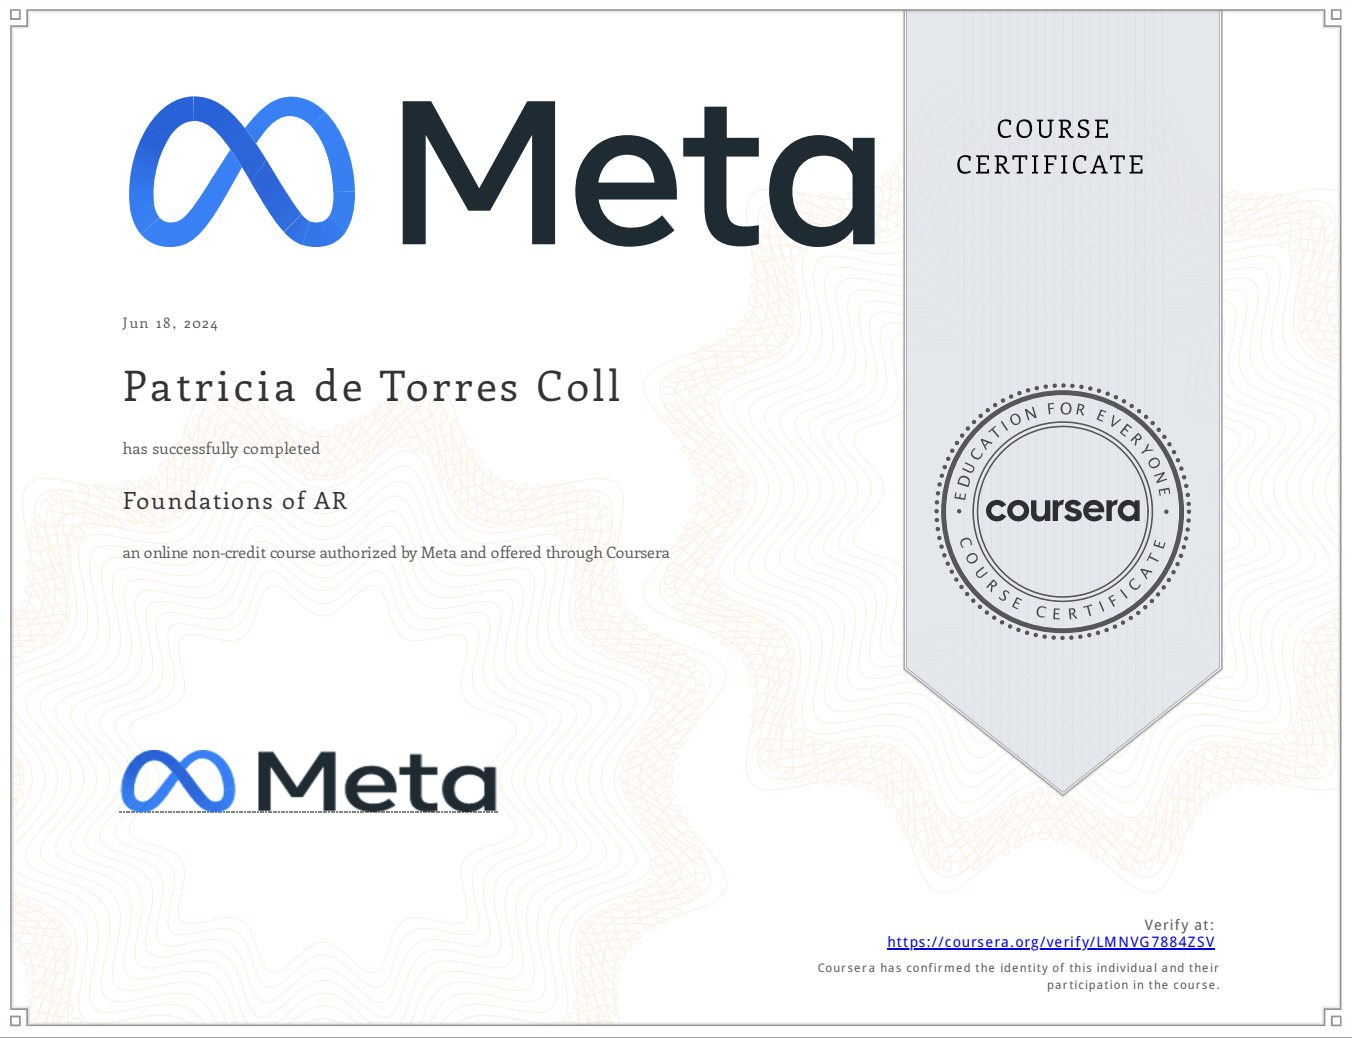 Meta
COURSE
CERTIFICATE
Jun 18, 2024
Patricia de Torres Coll
has successfully completed
Foundations of AR
an online non-credit course authorized by Meta and offered through Coursera
EDUCATION FOR EVERYONE
coursera
COURSE CERTIFICATE
Meta
Verify at:
https://coursera.org/verify/LMNVG7884ZSV
Coursera has confirmed the identity of this individual and their
participation in the course.